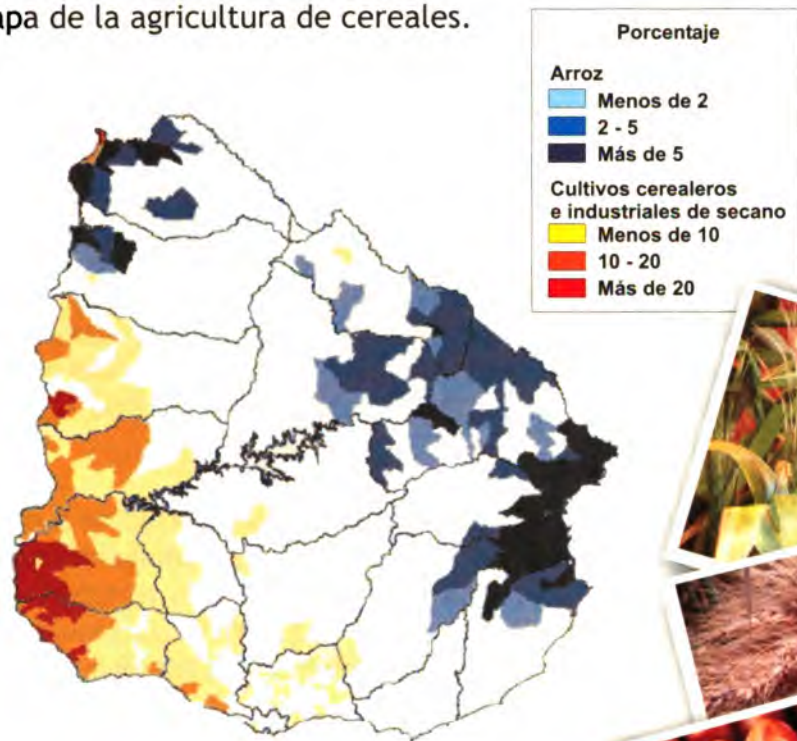 apa de la agricultura de cereales.
Porcentaje
Arroz
Menos de 2
2 - 5
Más de 5
Cultivos cerealeros
e industriales de secano
Menos de 10
10 - 20
Más de 20